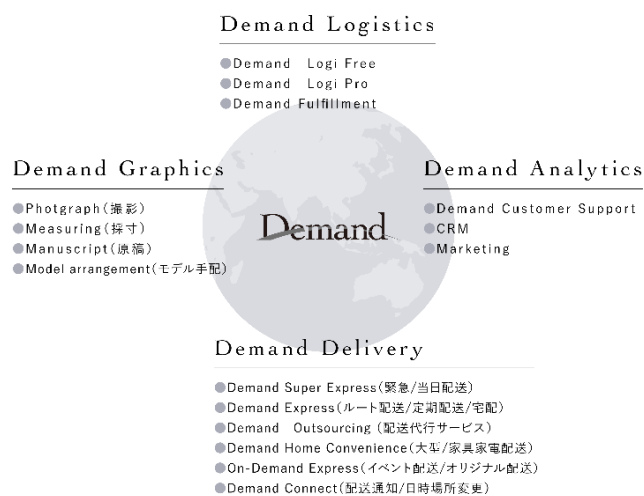 Demand Logistics
●Demand Logi Free
●Demand Logi Pro
●Demand Fulfillment
Demand Graphics
●Photgraph(撮影)
●Measuring(採寸)
●Manuscript(原稿)
●Model arrangement(モデル手配)
Demand
Demand Analytics
●Demand Customer Support
●CRM
●Marketing
Demand Delivery
●Demand Super Express(緊急/当日配送)
●Demand Express(ルート配送/定期配送/宅配)
●Demand Outsourcing (配送代行サービス)
●Demand Home Convenience(大型/家具家電配送)
●On-Demand Express(イベント配送/オリジナル配送)
●Demand Connect(配送通知/日時場所変更)